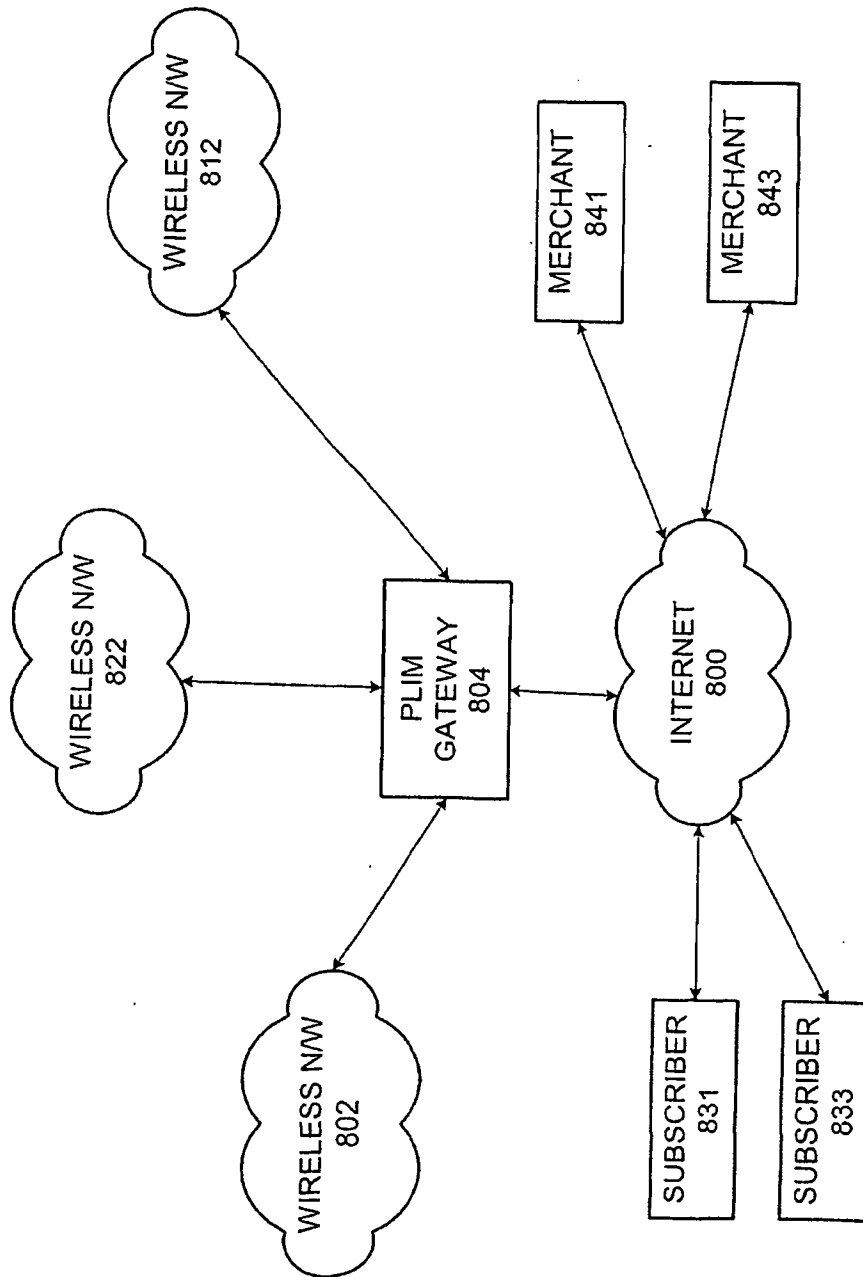 WIRELESS N/W
812
WIRELESS N/W
822
WIRELESS N/W
802
PLIM
GATEWAY
804
MERCHANT
841
MERCHANT
843
INTERNET
800
SUBSCRIBER
831
SUBSCRIBER
833